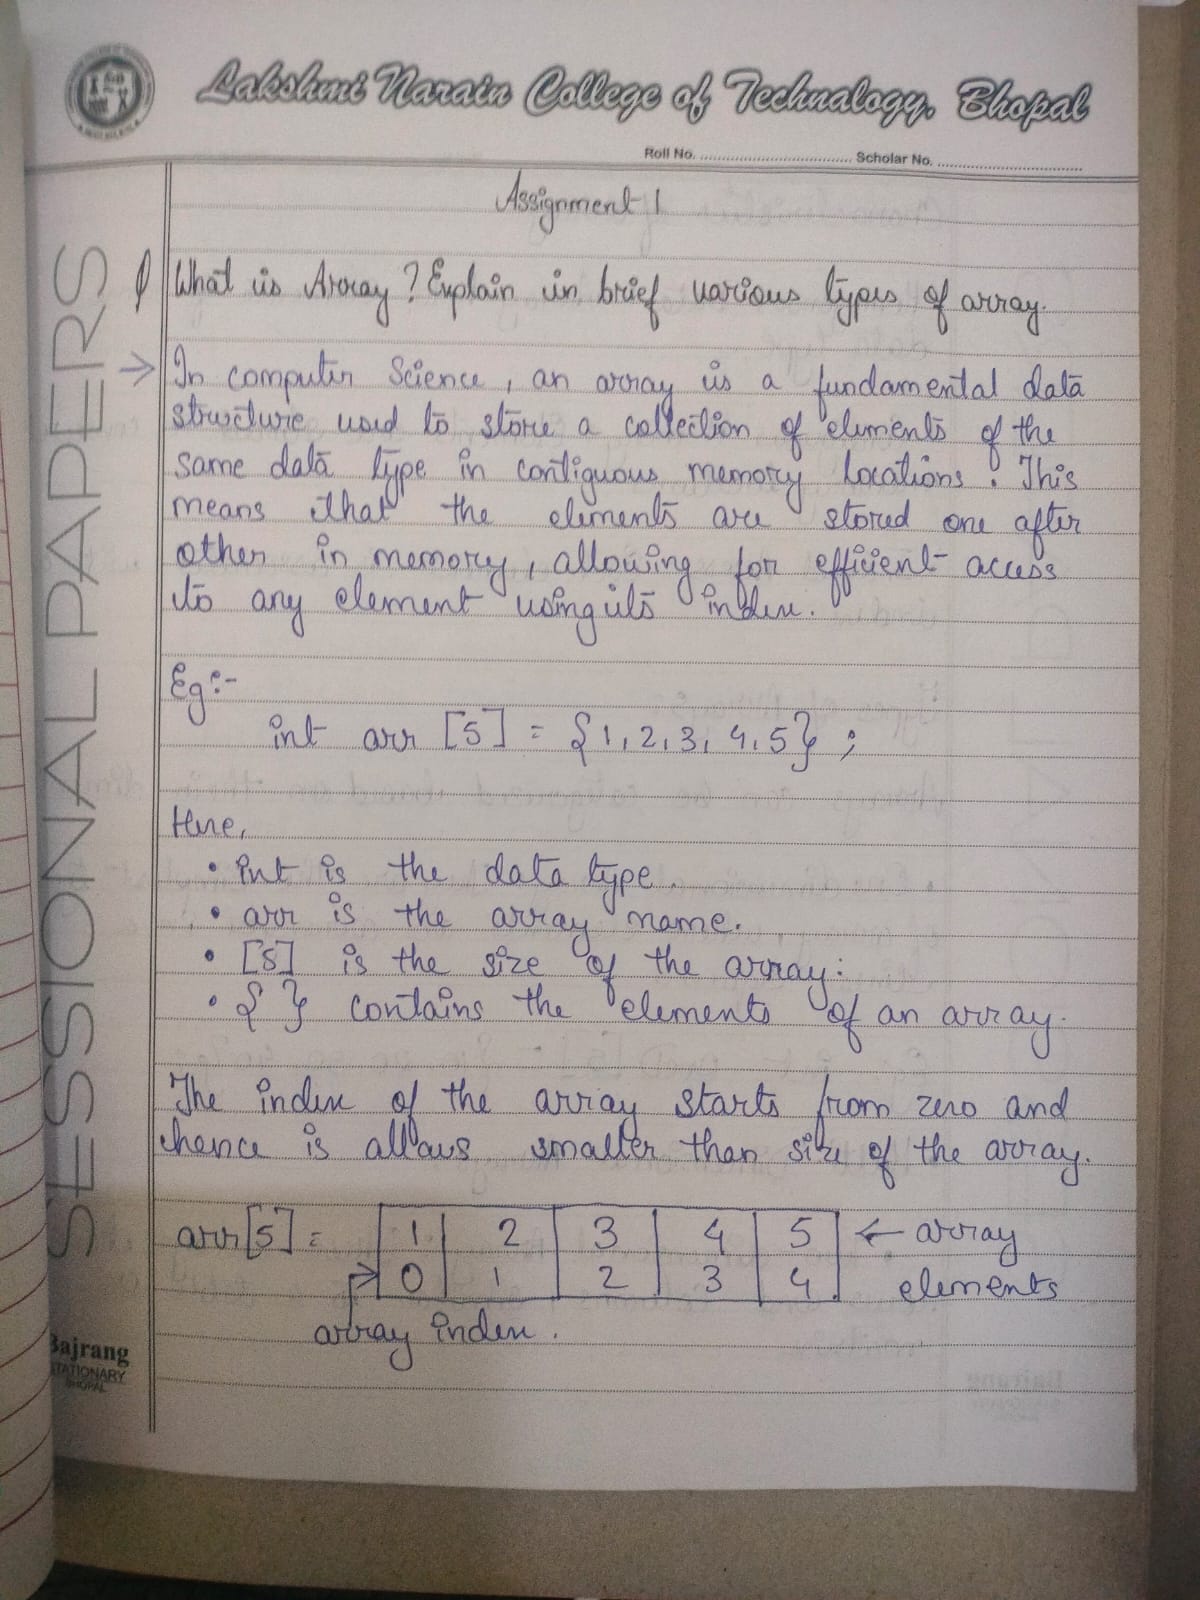 Lakshmi Narain College of Technalogy, Bhopal
Roll No. .................................. Scholar No. ..................................
Assignment 1
What is Array? Explain in brief various types of array.
→ In computer Science, an array is a fundamental data
structure used to store a collection of elements of the
same data type in contiguous memory locations. This
means that the elements are stored one after
other in memory, allowing for efficient access
to any element using its index.
Eg:-
int arr [5] = {1, 2, 3, 4, 5} ;
Here,
• int is the data type.
• arr is the array name.
• [5] is the size of the array.
• { } contains the elements of an array.
The index of the array starts from zero and
hence is always smaller than size of the array.
arr[5] = 1 2 3 4 5 ← array
0 1 2 3 4 elements
array index.
SESSIONAL PAPERS
Bajrang
STATIONARY
BHOPAL